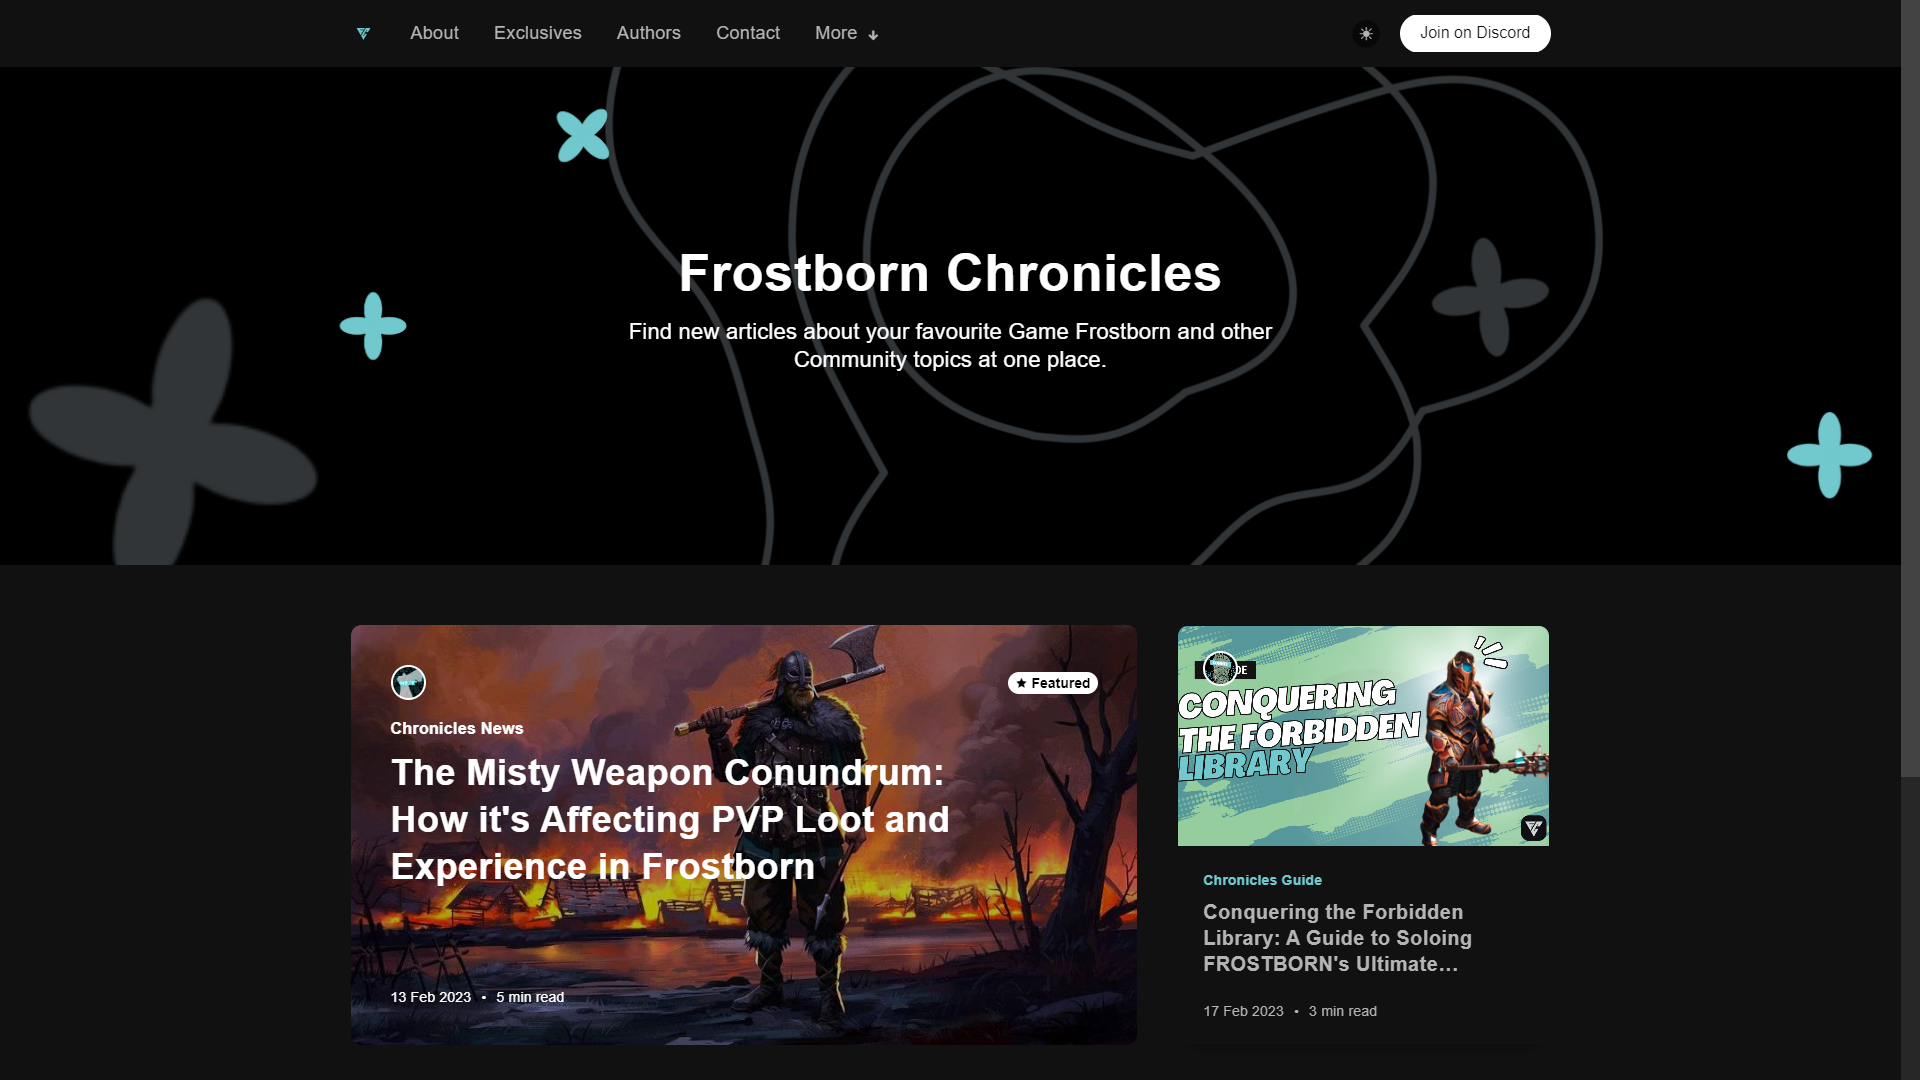 About
Exclusives
Authors
Contact
More
Join on Discord
Frostborn Chronicles
Find new articles about your favourite Game Frostborn and other
Community topics at one place.
Featured
Chronicles News
The Misty Weapon Conundrum:
How it's Affecting PVP Loot and
Experience in Frostborn
13 Feb 2023 • 5 min read
CONQUERING
THE FORBIDDEN
LIBRARY
Chronicles Guide
Conquering the Forbidden
Library: A Guide to Soloing
FROSTBORN's Ultimate...
17 Feb 2023 • 3 min read